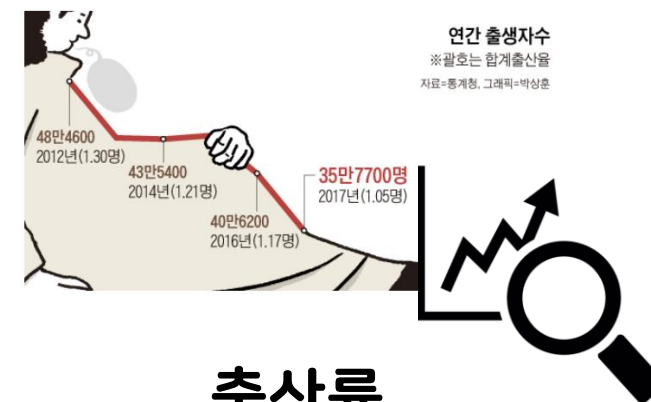 연간 출생자수
※괄호는 합계출산율
자료=통계청, 그래픽=박상훈
48만4600
2012년(1.30명)
43만5400
2014년(1.21명)
40만6200
2016년(1.17명)
35만7700명
2017년(1.05명)